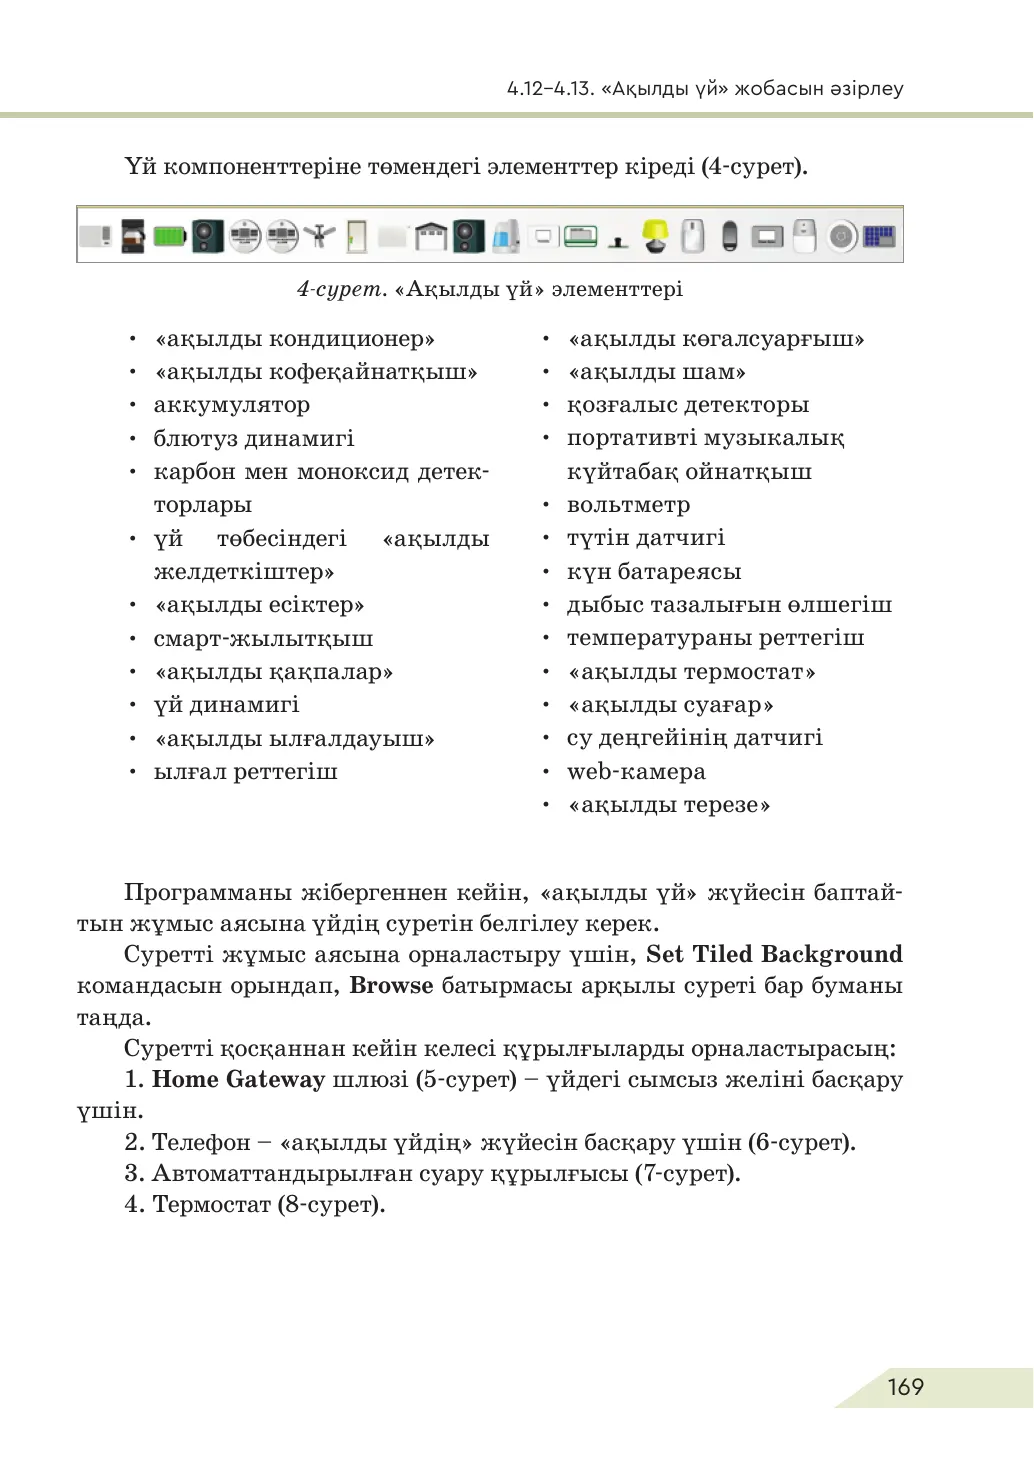 4.12–4.13. «Ақылды үй» жобасын әзірлеу
Үй компоненттеріне төмендегі элементтер кіреді (4-сурет).
4-сурет. «Ақылды үй» элементтері
• «ақылды кондиционер»
• «ақылды кофеқайнатқыш»
• аккумулятор
• блютуз динамигі
• карбон мен моноксид детек-
торлары
• үй төбесіндегі «ақылды
желдеткіштер»
• «ақылды есіктер»
• смарт-жылытқыш
• «ақылды қақпалар»
• үй динамигі
• «ақылды ылғалдауыш»
• ылғал реттегіш
• «ақылды көгалсуарғыш»
• «ақылды шам»
• қозғалыс детекторы
• портативті музыкалық
күйтабақ ойнатқыш
• вольтметр
• түтін датчигі
• күн батареясы
• дыбыс тазалығын өлшегіш
• температураны реттегіш
• «ақылды термостат»
• «ақылды суағар»
• су деңгейінің датчигі
• web-камера
• «ақылды терезе»
Программаны жібергеннен кейін, «ақылды үй» жүйесін баптай-
тын жұмыс аясына үйдің суретін белгілеу керек.
Суретті жұмыс аясына орналастыру үшін, Set Tiled Background
командасын орындап, Browse батырмасы арқылы суреті бар буманы
таңда.
Суретті қосқаннан кейін келесі құрылғыларды орналастырасың:
1. Home Gateway шлюзі (5-сурет) – үйдегі сымсыз желіні басқару
үшін.
2. Телефон – «ақылды үйдің» жүйесін басқару үшін (6-сурет).
3. Автоматтандырылған суару құрылғысы (7-сурет).
4. Термостат (8-сурет).
169